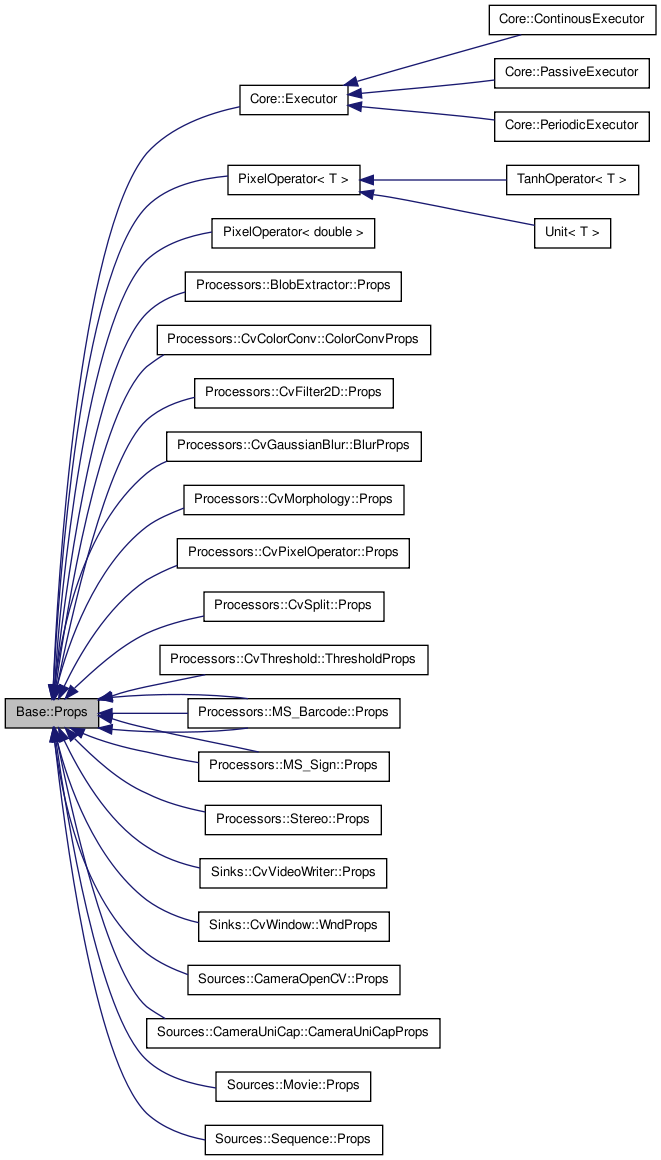 Core::ContinousExecutor
Core::PassiveExecutor
Core::Executor
Core::PeriodicExecutor
PixelOperator< T >
TanhOperator< T >
PixelOperator< double >
Unit< T >
Processors::BlobExtractor::Props
Processors::CvColorConv::ColorConvProps
Processors::CvFilter2D::Props
Processors::CvGaussianBlur::BlurProps
Processors::CvMorphology::Props
Processors::CvPixelOperator::Props
Processors::CvSplit::Props
Processors::CvThreshold::ThresholdProps
Base::Props
Processors::MS_Barcode::Props
Processors::MS_Sign::Props
Processors::Stereo::Props
Sinks::CvVideoWriter::Props
Sinks::CvWindow::WndProps
Sources::CameraOpenCV::Props
Sources::CameraUniCap::CameraUniCapProps
Sources::Movie::Props
Sources::Sequence::Props